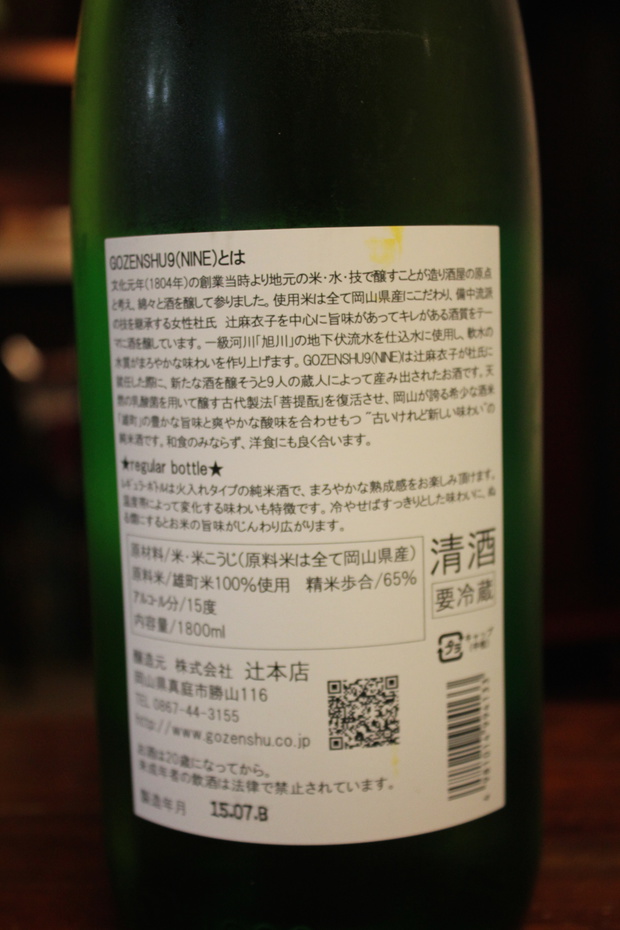 GOZENSHU9(NINE)とは
文化元年(1804年)の創業当時より地元の米・水・技で醸すことが造り酒屋の原点
と考え、綿々と酒を醸して参りました。使用米は全て岡山県産にこだわり、備中流派
の技を継承する女性杜氏 辻麻衣子を中心に旨味があってキレがある酒質をテー
マに酒を醸しています。一級河川「旭川」の地下伏流水を仕込水に使用し、軟水の
水質がまろやかな味わいを作り上げます。GOZENSHU9(NINE)は辻麻衣子が杜氏に
就任した際に、新たな酒を醸そうと9人の蔵人によって産み出されたお酒です。天
然の乳酸菌を用いて醸す古代製法「菩提酛」を復活させ、岡山が誇る希少な酒米
「雄町」の豊かな旨味と爽やかな酸味を合わせもつ “古いけれど新しい味わい”の
純米酒です。和食のみならず、洋食にも良く合います。
★regular bottle★
レギュラーボトルは火入れタイプの純米酒で、まろやかな熟成感をお楽しみ頂けます。
温度帯によって変化する味わいも特徴です。冷やせばすっきりとした味わいに、ぬ
る燗にするとお米の旨味がじんわり広がります。
原材料/米・米こうじ(原料米は全て岡山県産)
原料米/雄町米100%使用 精米歩合/65%
アルコール分/15度
内容量/1800ml
清酒
要冷蔵
キャップ
醸造元 株式会社 辻本店
岡山県真庭市勝山116
TEL 0867-44-3155
http://www.gozenshu.co.jp
お酒は20歳になってから。
未成年者の飲酒は法律で禁止されています。
製造年月 15.07.B